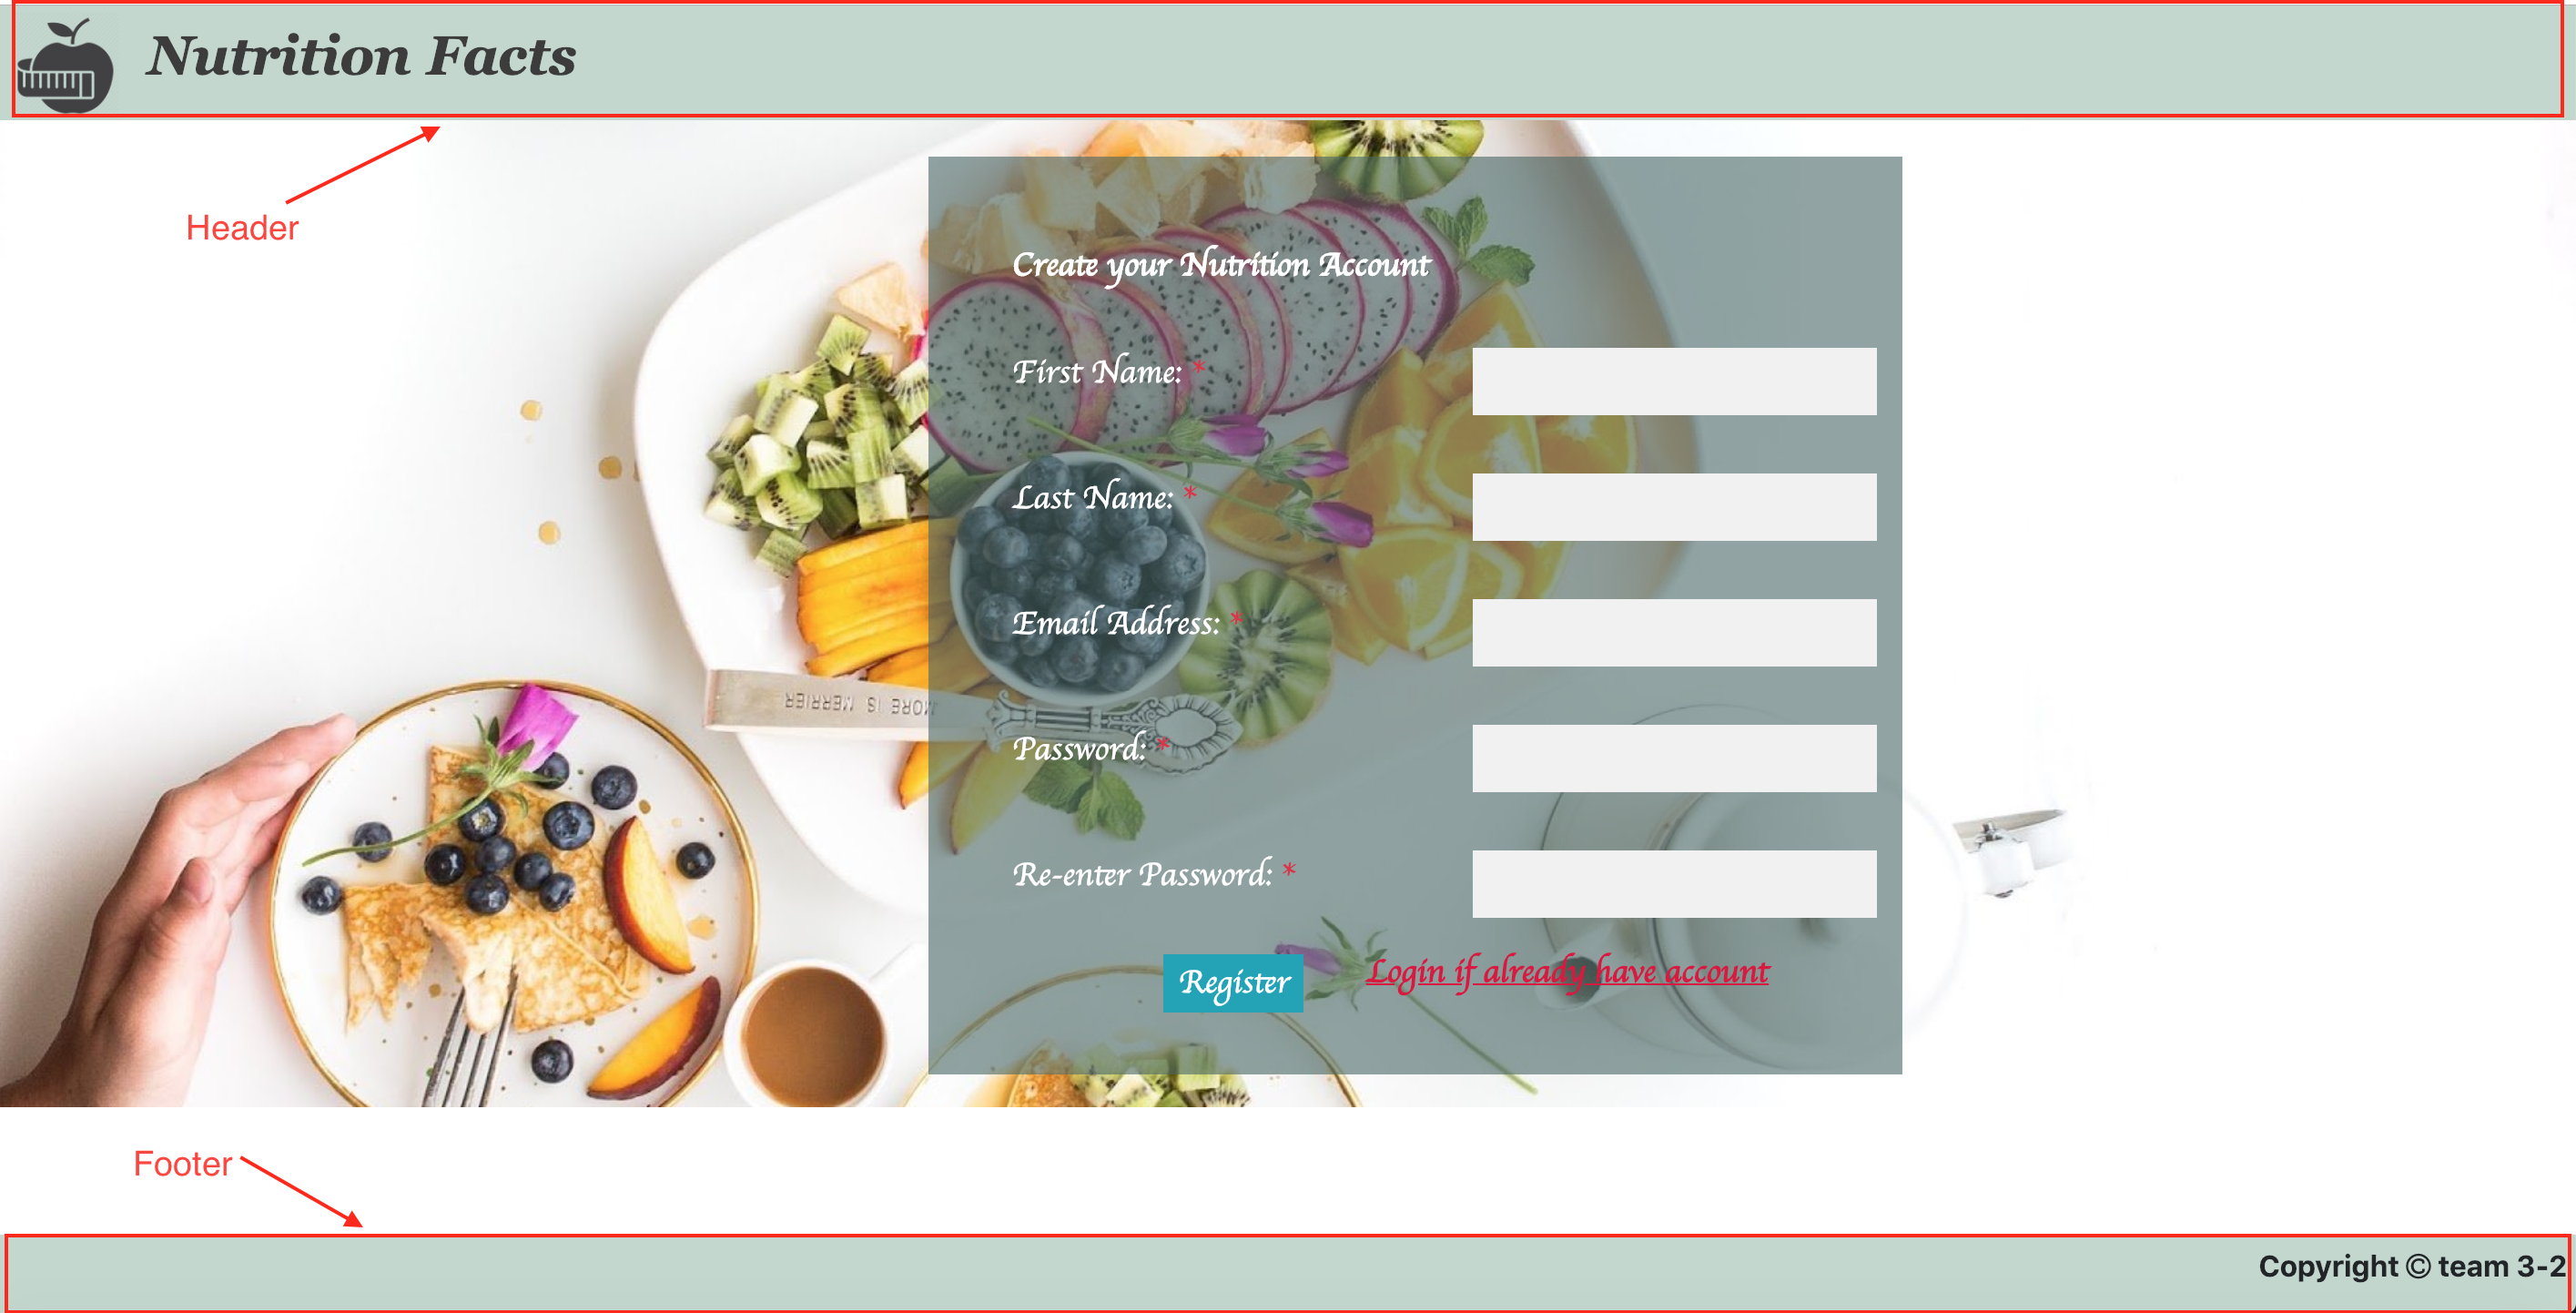 Nutrition Facts
Header
Create your Nutrition Account
First Name: *
Last Name: *
Email Address: *
MORE IS MERRIER
Password: *
Re-enter Password: *
Register
Login if already have account
Footer
Copyright © team 3-2